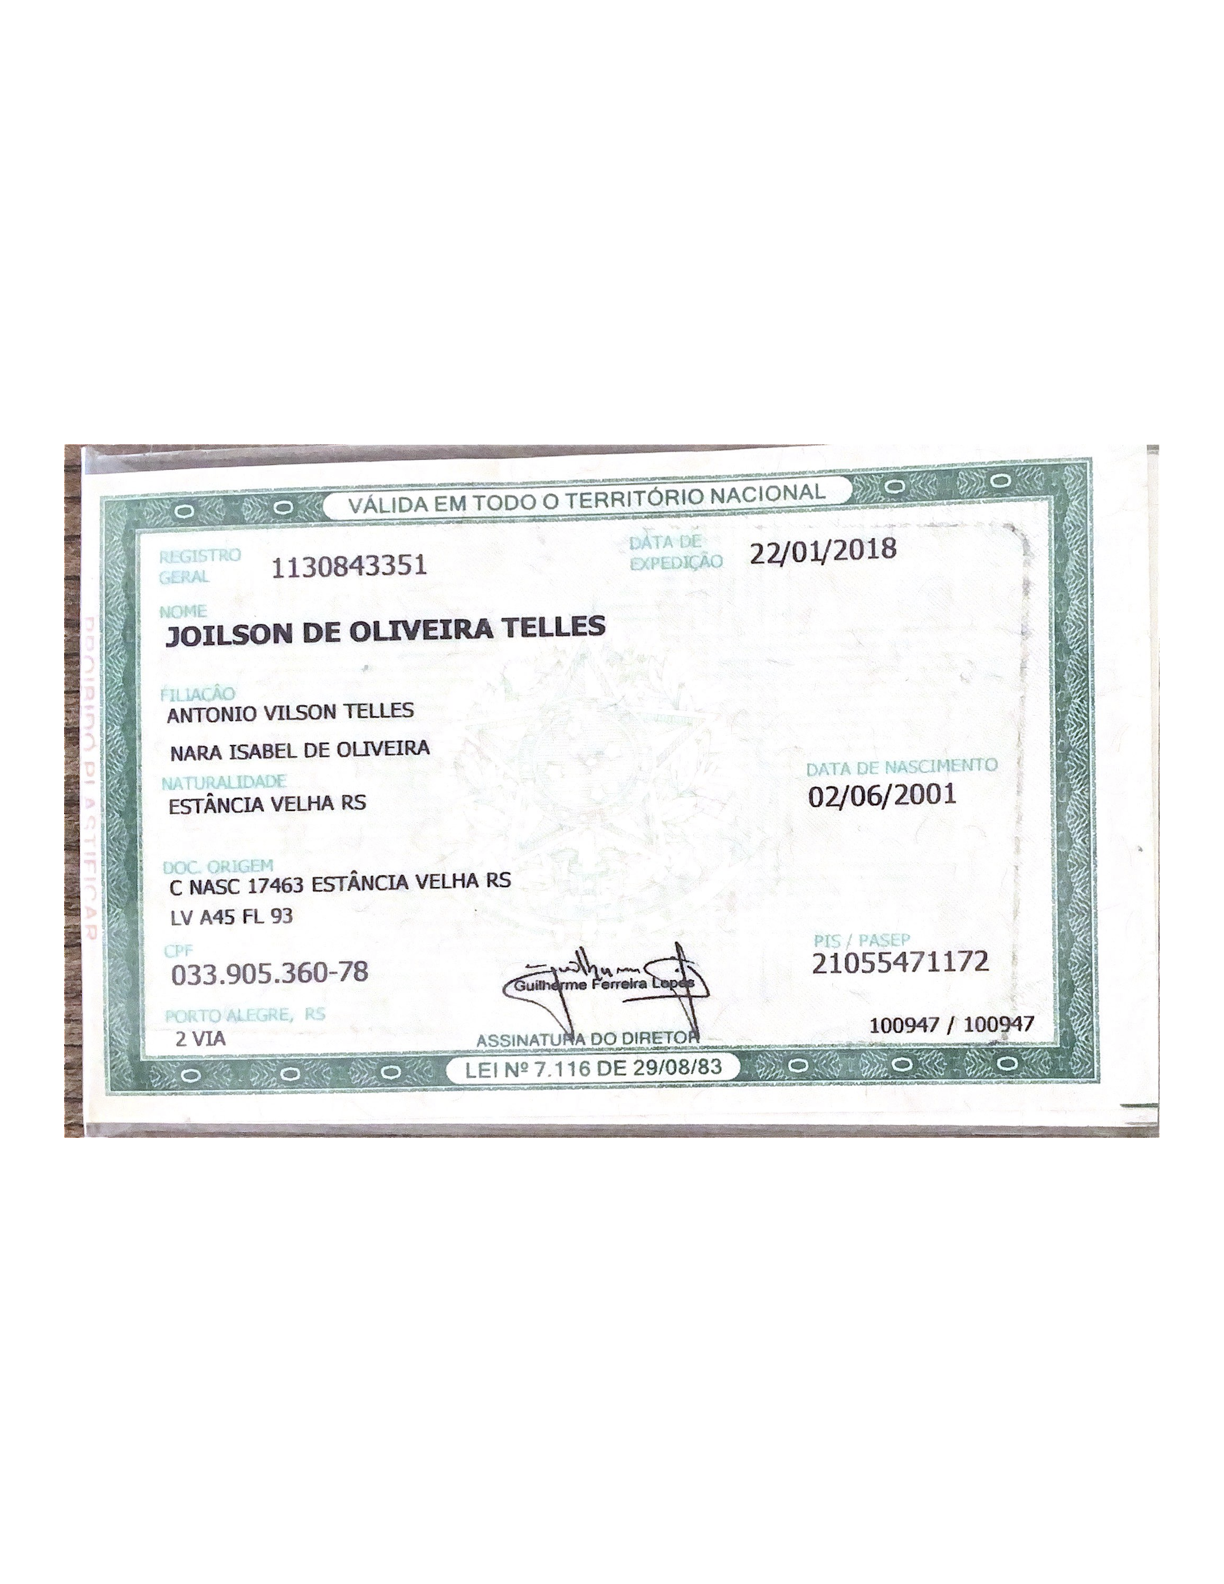 VÁLIDA EM TODO O TERRITÓRIO NACIONAL
REGISTRO GERAL 1130843351 DATA DE EXPEDIÇÃO 22/01/2018
NOME
JOILSON DE OLIVEIRA TELLES
FILIAÇÃO
ANTONIO VILSON TELLES
NARA ISABEL DE OLIVEIRA
NATURALIDADE DATA DE NASCIMENTO
ESTÂNCIA VELHA RS 02/06/2001
DOC. ORIGEM
C NASC 17463 ESTÂNCIA VELHA RS
LV A45 FL 93
CPF PIS / PASEP
033.905.360-78 21055471172
Guilherme Ferreira Lopes
PORTO ALEGRE, RS
2 VIA 100947 / 100947
ASSINATURA DO DIRETOR
LEI Nº 7.116 DE 29/08/83
PROIBIDO PLASTIFICAR